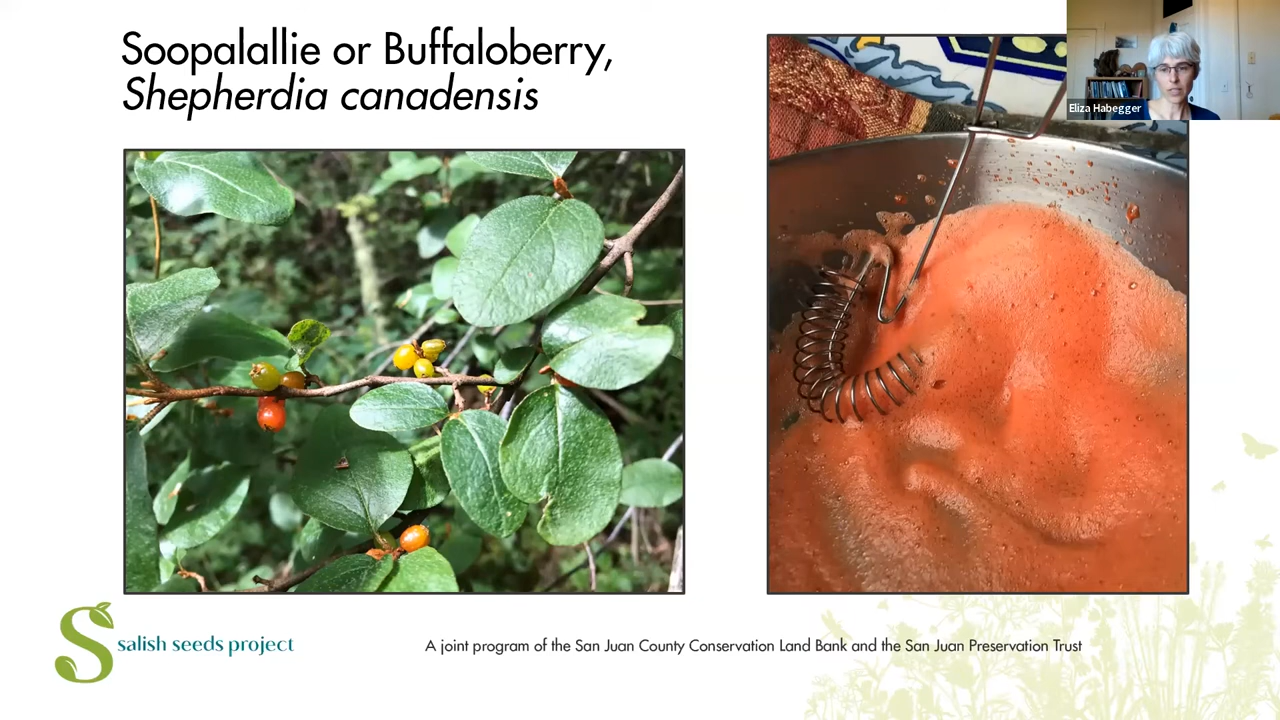 Soopalallie or Buffaloberry,
Shepherdia canadensis
Eliza Habegger
salish seeds project
A joint program of the San Juan County Conservation Land Bank and the San Juan Preservation Trust